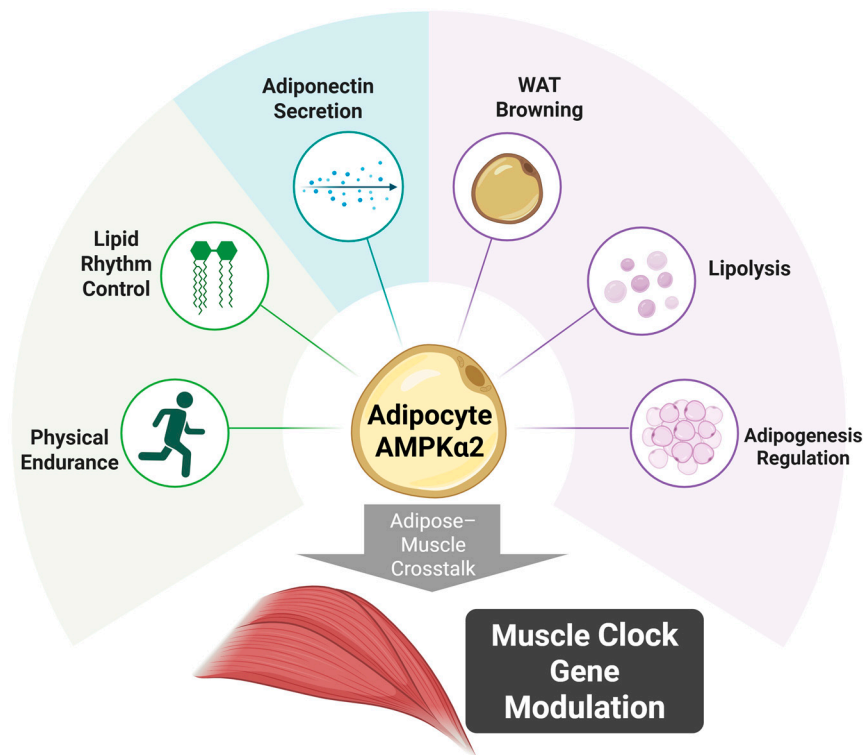 Adiponectin
Secretion
WAT
Browning
Lipid
Rhythm
Control
Lipolysis
Physical
Endurance
Adipocyte
AMPKα2
Adipogenesis
Regulation
Adipose–
Muscle
Crosstalk
Muscle Clock
Gene
Modulation